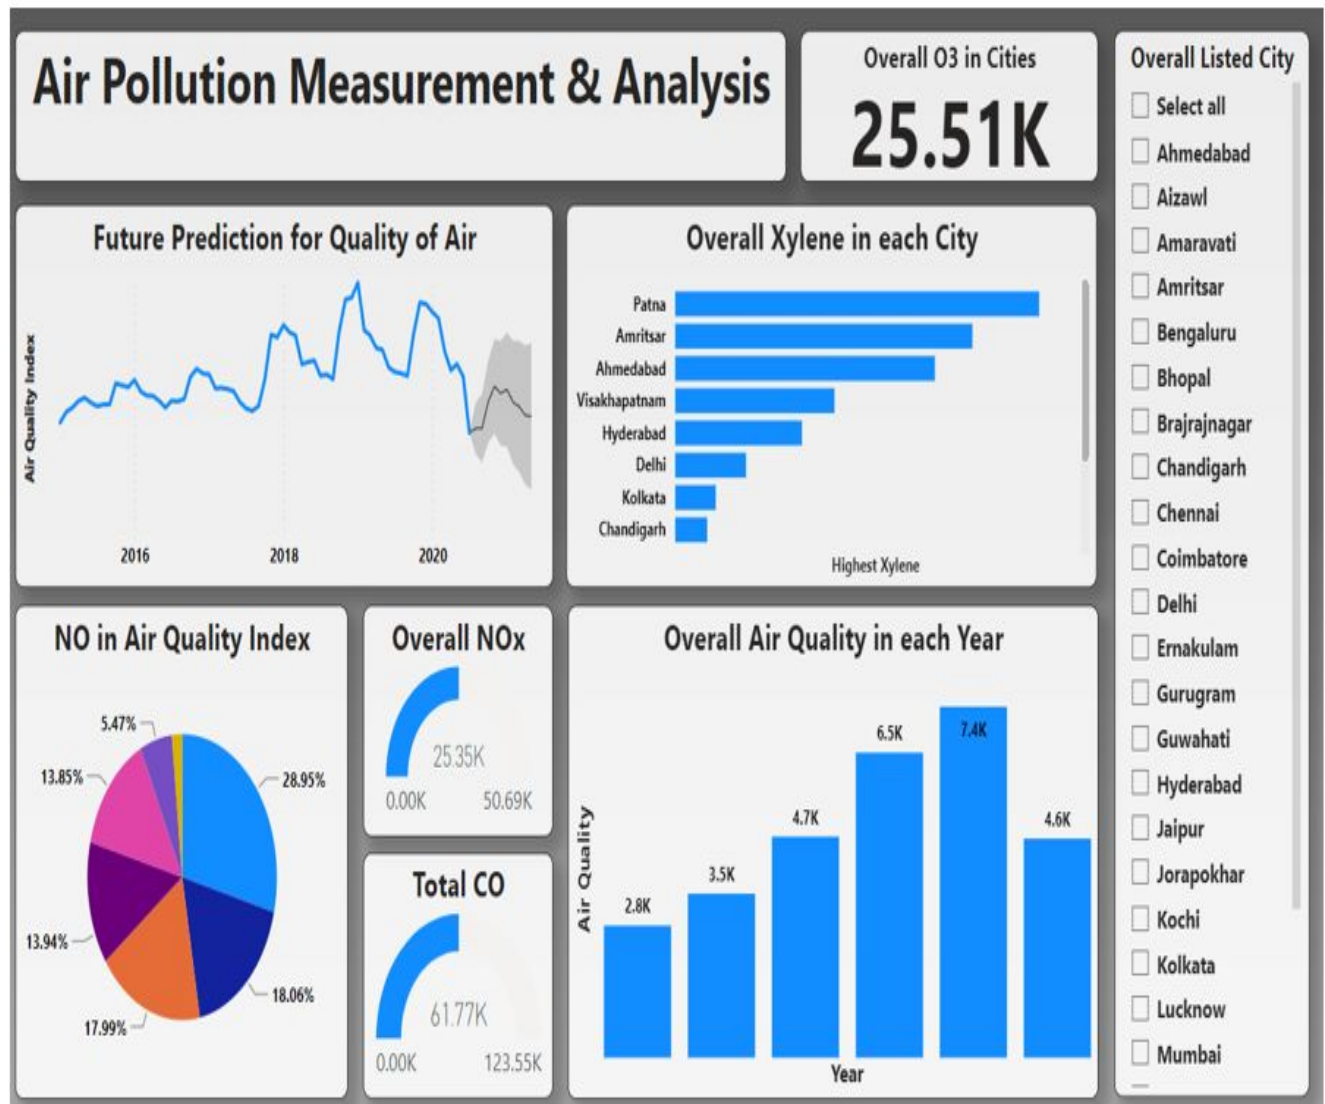 Air Pollution Measurement & Analysis
Overall O3 in Cities
25.51K
Overall Listed City
Select all
Ahmedabad
Aizawl
Amaravati
Amritsar
Bengaluru
Bhopal
Brajrajnagar
Chandigarh
Chennai
Coimbatore
Delhi
Ernakulam
Gurugram
Guwahati
Hyderabad
Jaipur
Jorapokhar
Kochi
Kolkata
Lucknow
Mumbai
Future Prediction for Quality of Air
Air Quality Index
2016
2018
2020
Overall Xylene in each City
Patna
Amritsar
Ahmedabad
Visakhapatnam
Hyderabad
Delhi
Kolkata
Chandigarh
Highest Xylene
NO in Air Quality Index
5.47%
13.85%
28.95%
13.94%
18.06%
17.99%
Overall NOx
25.35K
0.00K
50.69K
Total CO
61.77K
0.00K
123.55K
Overall Air Quality in each Year
Air Quality
2.8K
3.5K
4.7K
6.5K
7.4K
4.6K
Year